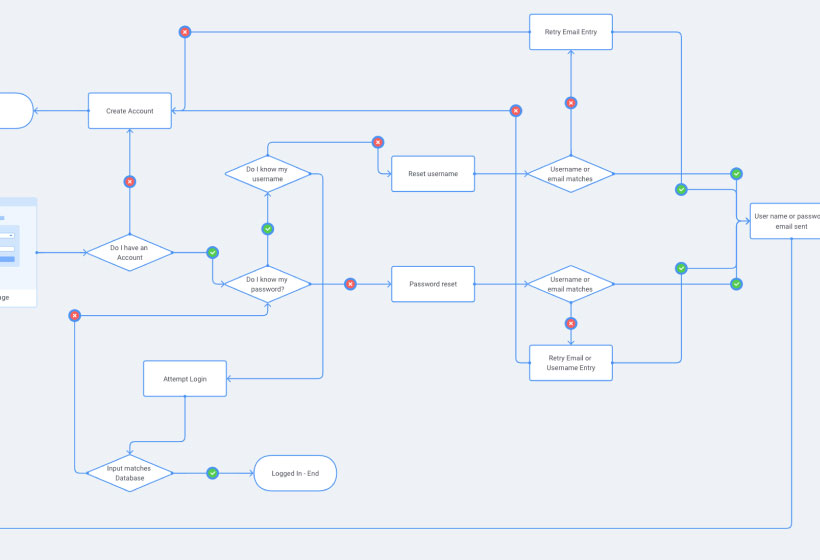 Retry Email Entry
Create Account
Do I know my
username
Reset username
Username or
email matches
User name or
email sent
Do I have an
Account
Do I know my
password?
Password reset
Username or
email matches
Retry Email or
Username Entry
Attempt Login
Input matches
Database
Logged In - End